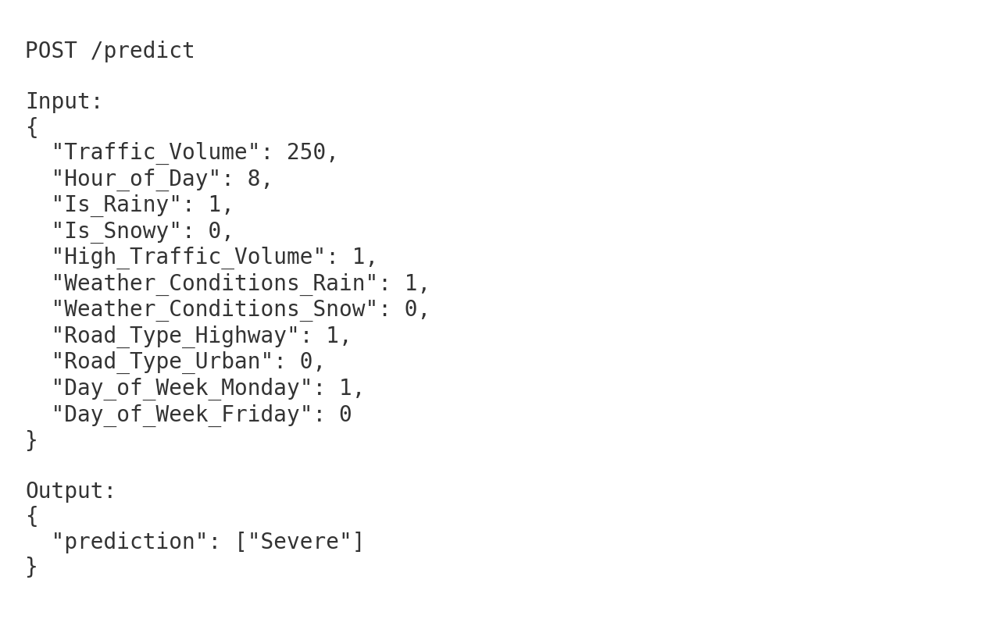 POST /predict

Input:
{
  "Traffic_Volume": 250,
  "Hour_of_Day": 8,
  "Is_Rainy": 1,
  "Is_Snowy": 0,
  "High_Traffic_Volume": 1,
  "Weather_Conditions_Rain": 1,
  "Weather_Conditions_Snow": 0,
  "Road_Type_Highway": 1,
  "Road_Type_Urban": 0,
  "Day_of_Week_Monday": 1,
  "Day_of_Week_Friday": 0
}

Output:
{
  "prediction": ["Severe"]
}